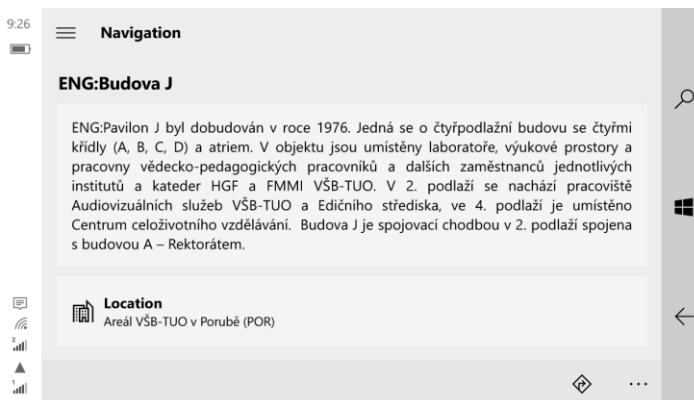 9:26
Navigation
ENG:Budova J
ENG:Pavilon J byl dobudován v roce 1976. Jedná se o čtyřpodlažní budovu se čtyřmi
křídly (A, B, C, D) a atriem. V objektu jsou umístěny laboratoře, výukové prostory a
pracovny vědecko-pedagogických pracovníků a dalších zaměstnanců jednotlivých
institutů a kateder HGF a FMMI VŠB-TUO. V 2. podlaží se nachází pracoviště
Audiovizuálních služeb VŠB-TUO a Edičního střediska, ve 4. podlaží je umístěno
Centrum celoživotního vzdělávání. Budova J je spojovací chodbou v 2. podlaží spojena
s budovou A – Rektorátem.
Location
Areál VŠB-TUO v Porubě (POR)
2
1